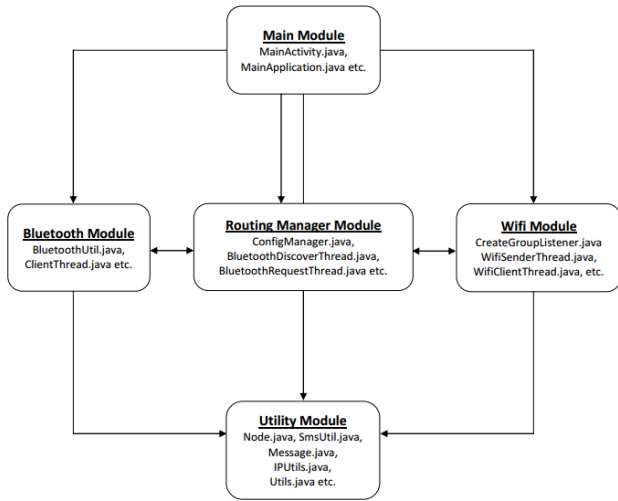 Main Module
MainActivity.java,
MainApplication.java etc.
Bluetooth Module
BluetoothUtil.java,
ClientThread.java etc.
Routing Manager Module
ConfigManager.java,
BluetoothDiscoverThread.java,
BluetoothRequestThread.java etc.
Wifi Module
CreateGroupListener.java
WifiSenderThread.java,
WifiClientThread.java, etc.
Utility Module
Node.java, SmsUtil.java,
Message.java,
IPUtils.java,
Utils.java etc.